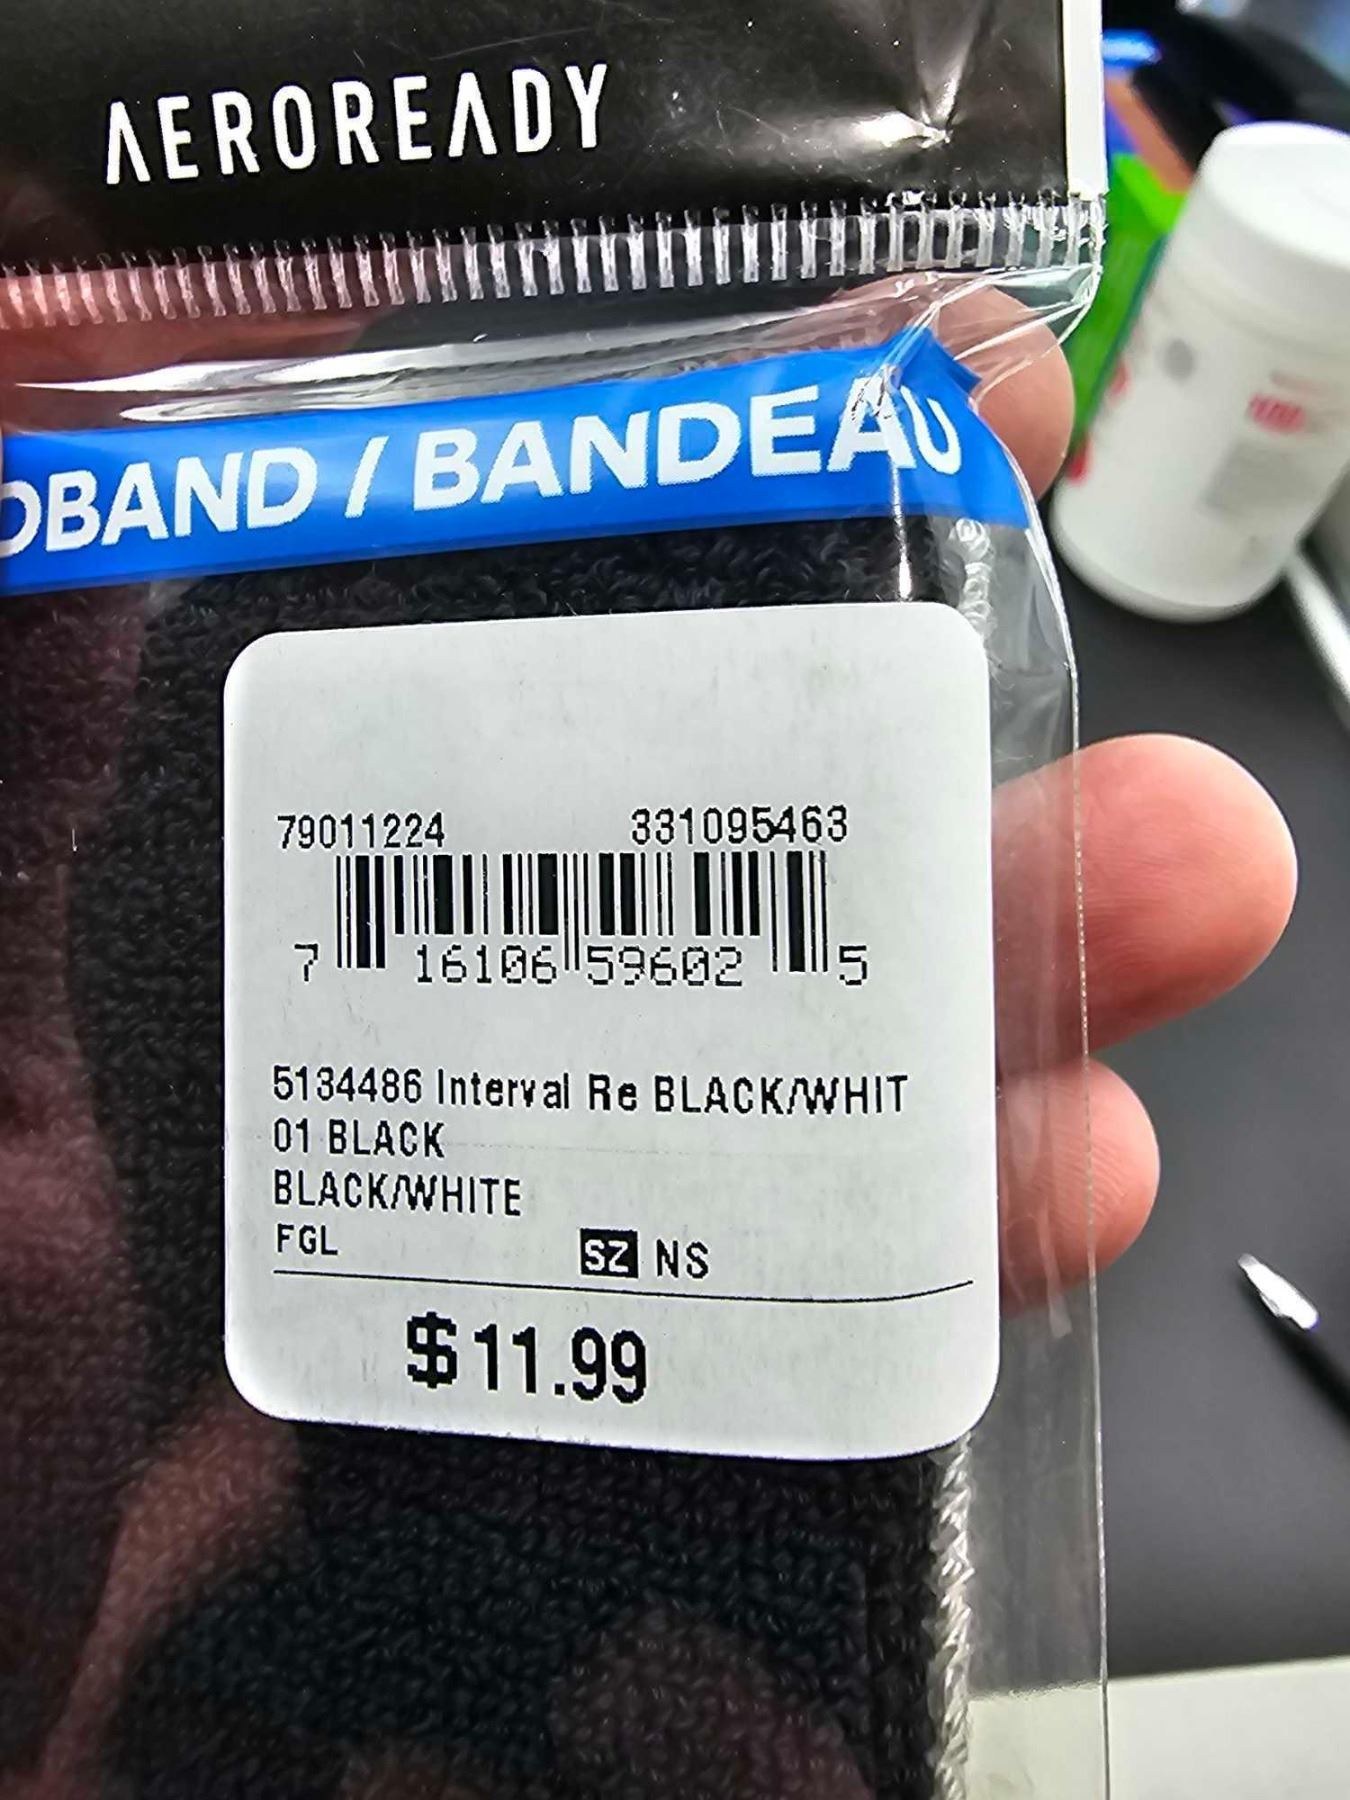 AEROREADY
DBAND / BANDEAU
79011224 331095463
7 16106 59602 5
5134486 Interval Re BLACK/WHIT
01 BLACK
BLACK/WHITE
FGL SZ NS
$11.99